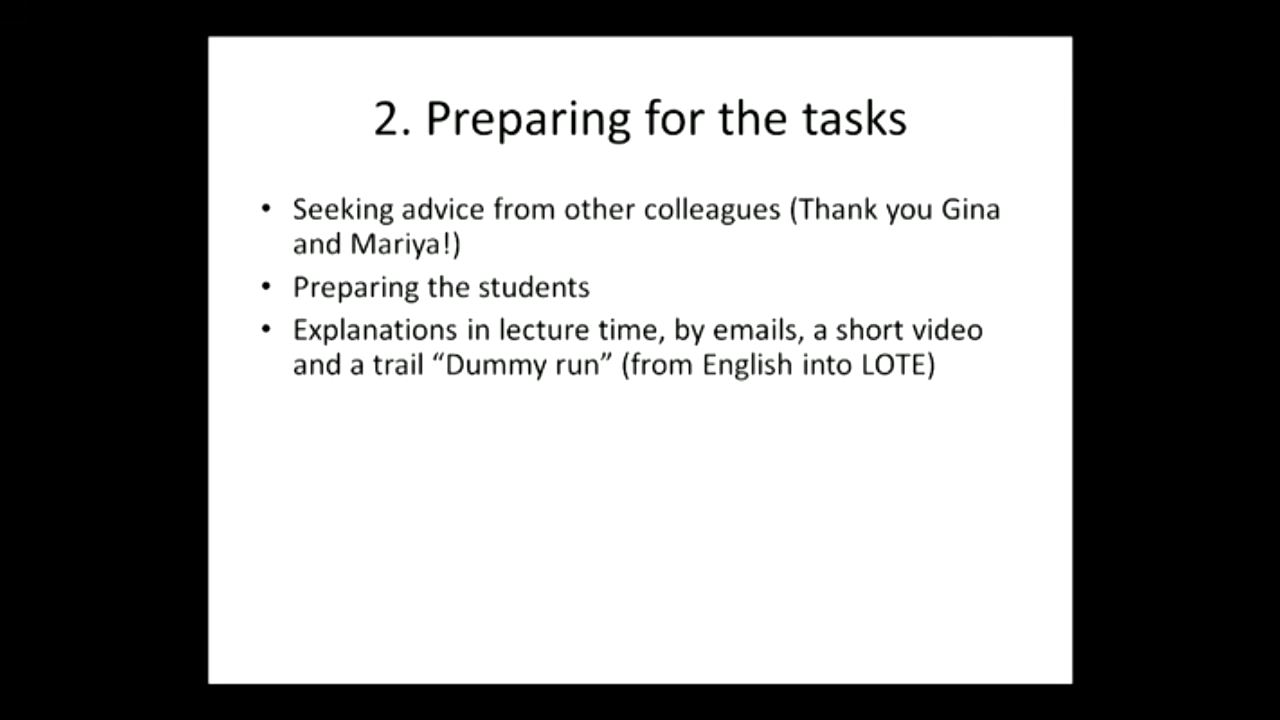 2. Preparing for the tasks
• Seeking advice from other colleagues (Thank you Gina
and Mariya!)
• Preparing the students
• Explanations in lecture time, by emails, a short video
and a trail “Dummy run” (from English into LOTE)